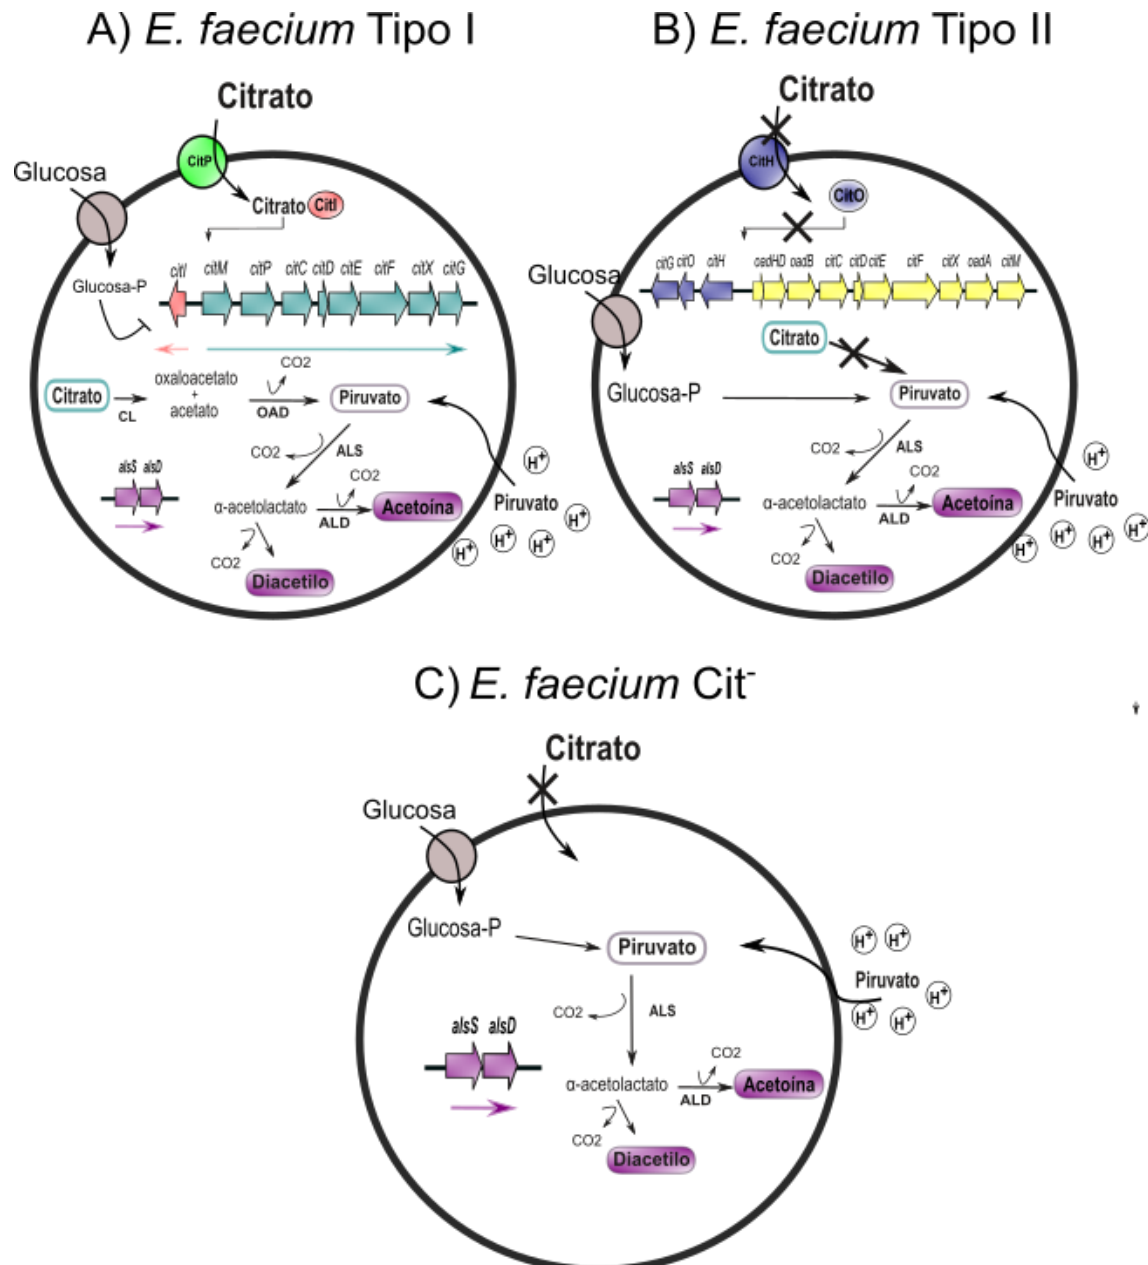 A) E. faecium Tipo I
Citrato
CitP
Glucosa
Citrato CitI
citI citM citP citC citD citE citF citX citG
Glucosa-P
CO2
oxaloacetato
+
acetato
Citrato
CL
OAD
Piruvato
CO2
ALS
alsS alsD
CO2
α-acetolactato
ALD
Acetoína
CO2
Diacetilo
H+
Piruvato
H+
H+
H+
H+
B) E. faecium Tipo II
Citrato
CitH
CitO
citG citO citH oadHD oadB citC citD citE citF citX oadA citM
Glucosa
Citrato
Glucosa-P
Piruvato
CO2
ALS
alsS alsD
CO2
α-acetolactato
ALD
Acetoína
CO2
Diacetilo
H+
Piruvato
H+
H+
H+
H+
C) E. faecium Cit-
Citrato
Glucosa
Glucosa-P
Piruvato
H+
H+
Piruvato
H+
H+
H+
CO2
ALS
alsS alsD
CO2
α-acetolactato
ALD
Acetoína
CO2
Diacetilo